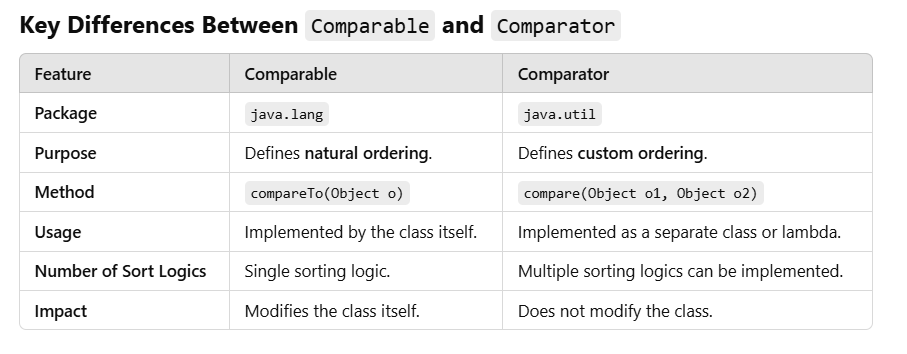 Key Differences Between Comparable and Comparator
Feature Comparable Comparator
Package java.lang java.util
Purpose Defines natural ordering. Defines custom ordering.
Method compareTo(Object o) compare(Object o1, Object o2)
Usage Implemented by the class itself. Implemented as a separate class or lambda.
Number of Sort Logics Single sorting logic. Multiple sorting logics can be implemented.
Impact Modifies the class itself. Does not modify the class.